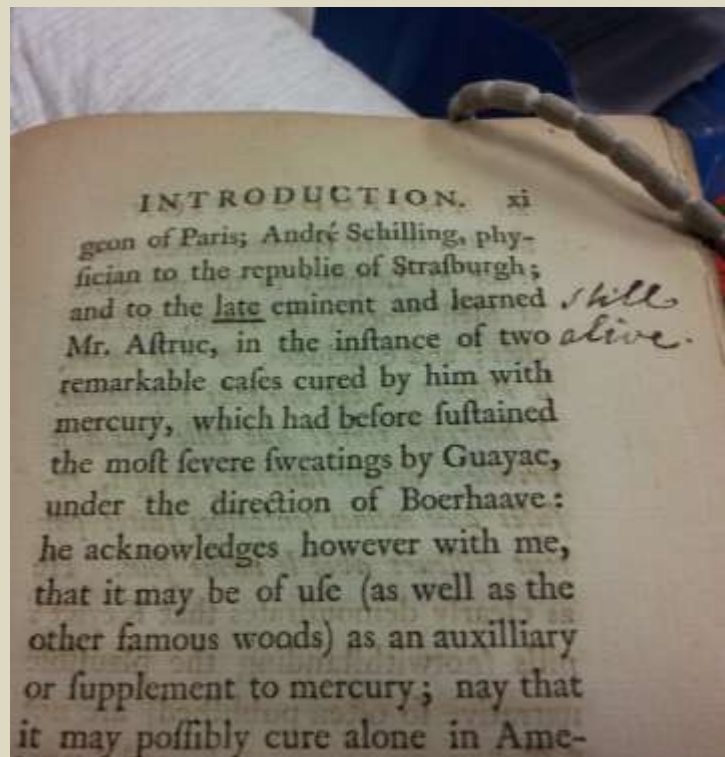 INTRODUCTION. xi
geon of Paris; André Schilling, phy-
ſician to the republic of Straſburgh;
and to the late eminent and learned still
Mr. Aſtruc, in the inſtance of two alive.
remarkable caſes cured by him with
mercury, which had before ſuſtained
the moſt ſevere ſweatings by Guayac,
under the direction of Boerhaave:
he acknowledges however with me,
that it may be of uſe (as well as the
other famous woods) as an auxilliary
or ſupplement to mercury; nay that
it may poſſibly cure alone in Ame-